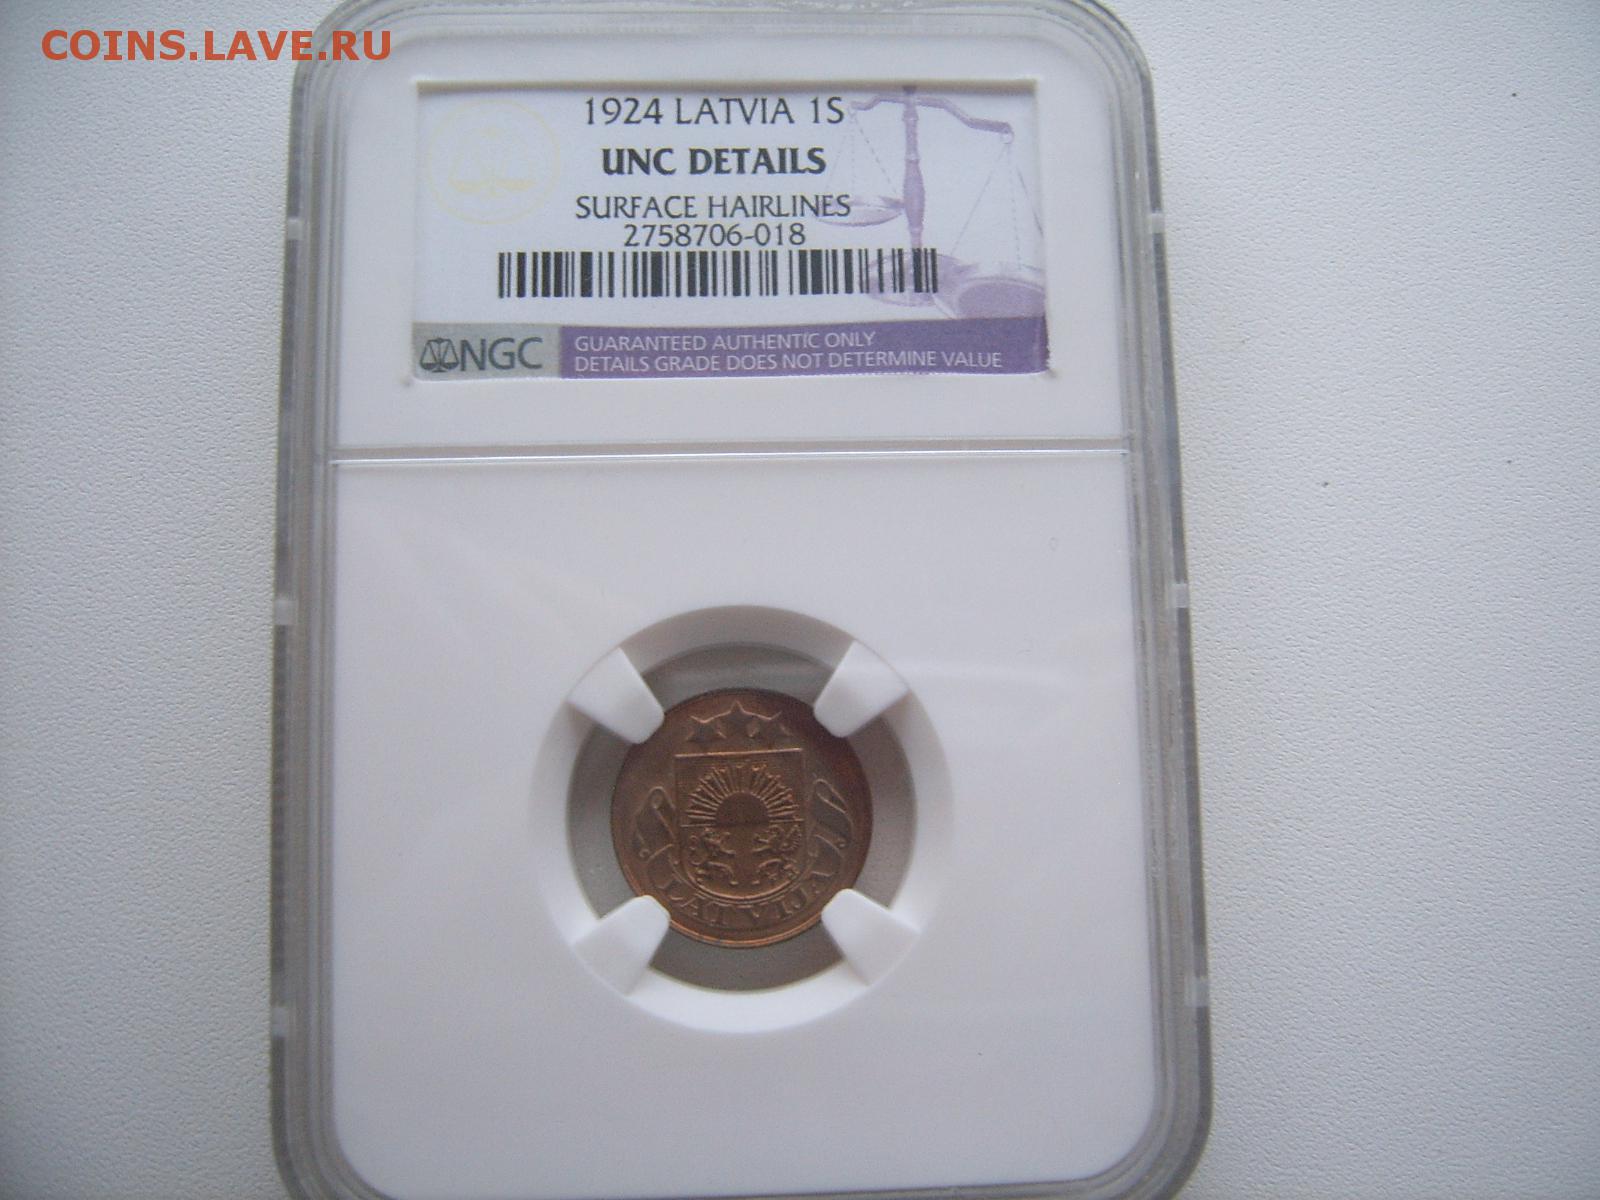 COINS.LAVE.RU
1924 LATVIA 1S
UNC DETAILS
SURFACE HAIRLINES
2758706-018
NGC
GUARANTEED AUTHENTIC ONLY
DETAILS GRADE DOES NOT DETERMINE VALUE
LATVIJA